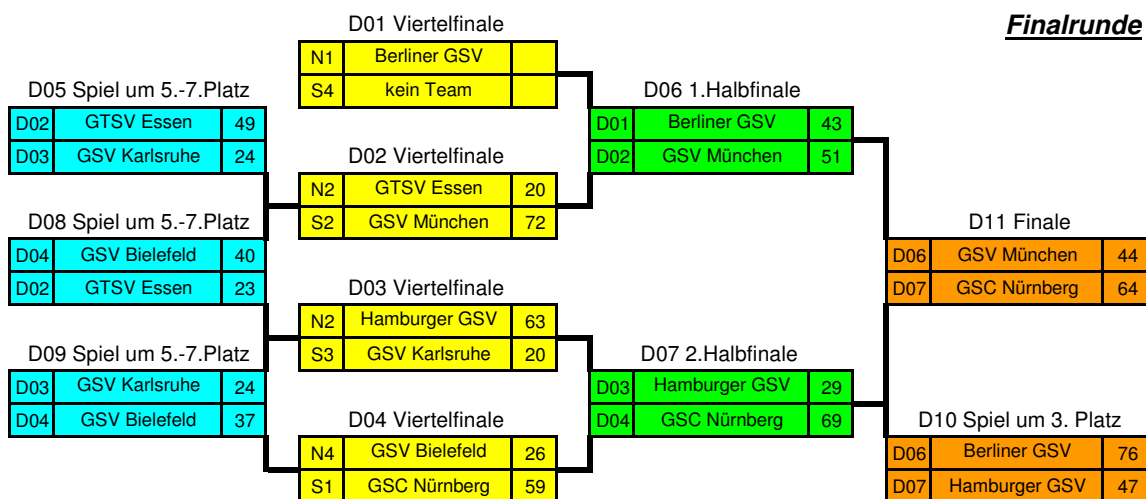 Finalrunde
D05 Spiel um 5.-7.Platz
D02 GTSV Essen 49
D03 GSV Karlsruhe 24
D08 Spiel um 5.-7.Platz
D04 GSV Bielefeld 40
D02 GTSV Essen 23
D09 Spiel um 5.-7.Platz
D03 GSV Karlsruhe 24
D04 GSV Bielefeld 37
D01 Viertelfinale
N1 Berliner GSV
S4 kein Team
D02 Viertelfinale
N2 GTSV Essen 20
S2 GSV München 72
D03 Viertelfinale
N2 Hamburger GSV 63
S3 GSV Karlsruhe 20
D04 Viertelfinale
N4 GSV Bielefeld 26
S1 GSC Nürnberg 59
D06 1.Halbfinale
D01 Berliner GSV 43
D02 GSV München 51
D07 2.Halbfinale
D03 Hamburger GSV 29
D04 GSC Nürnberg 69
D11 Finale
D06 GSV München 44
D07 GSC Nürnberg 64
D10 Spiel um 3. Platz
D06 Berliner GSV 76
D07 Hamburger GSV 47